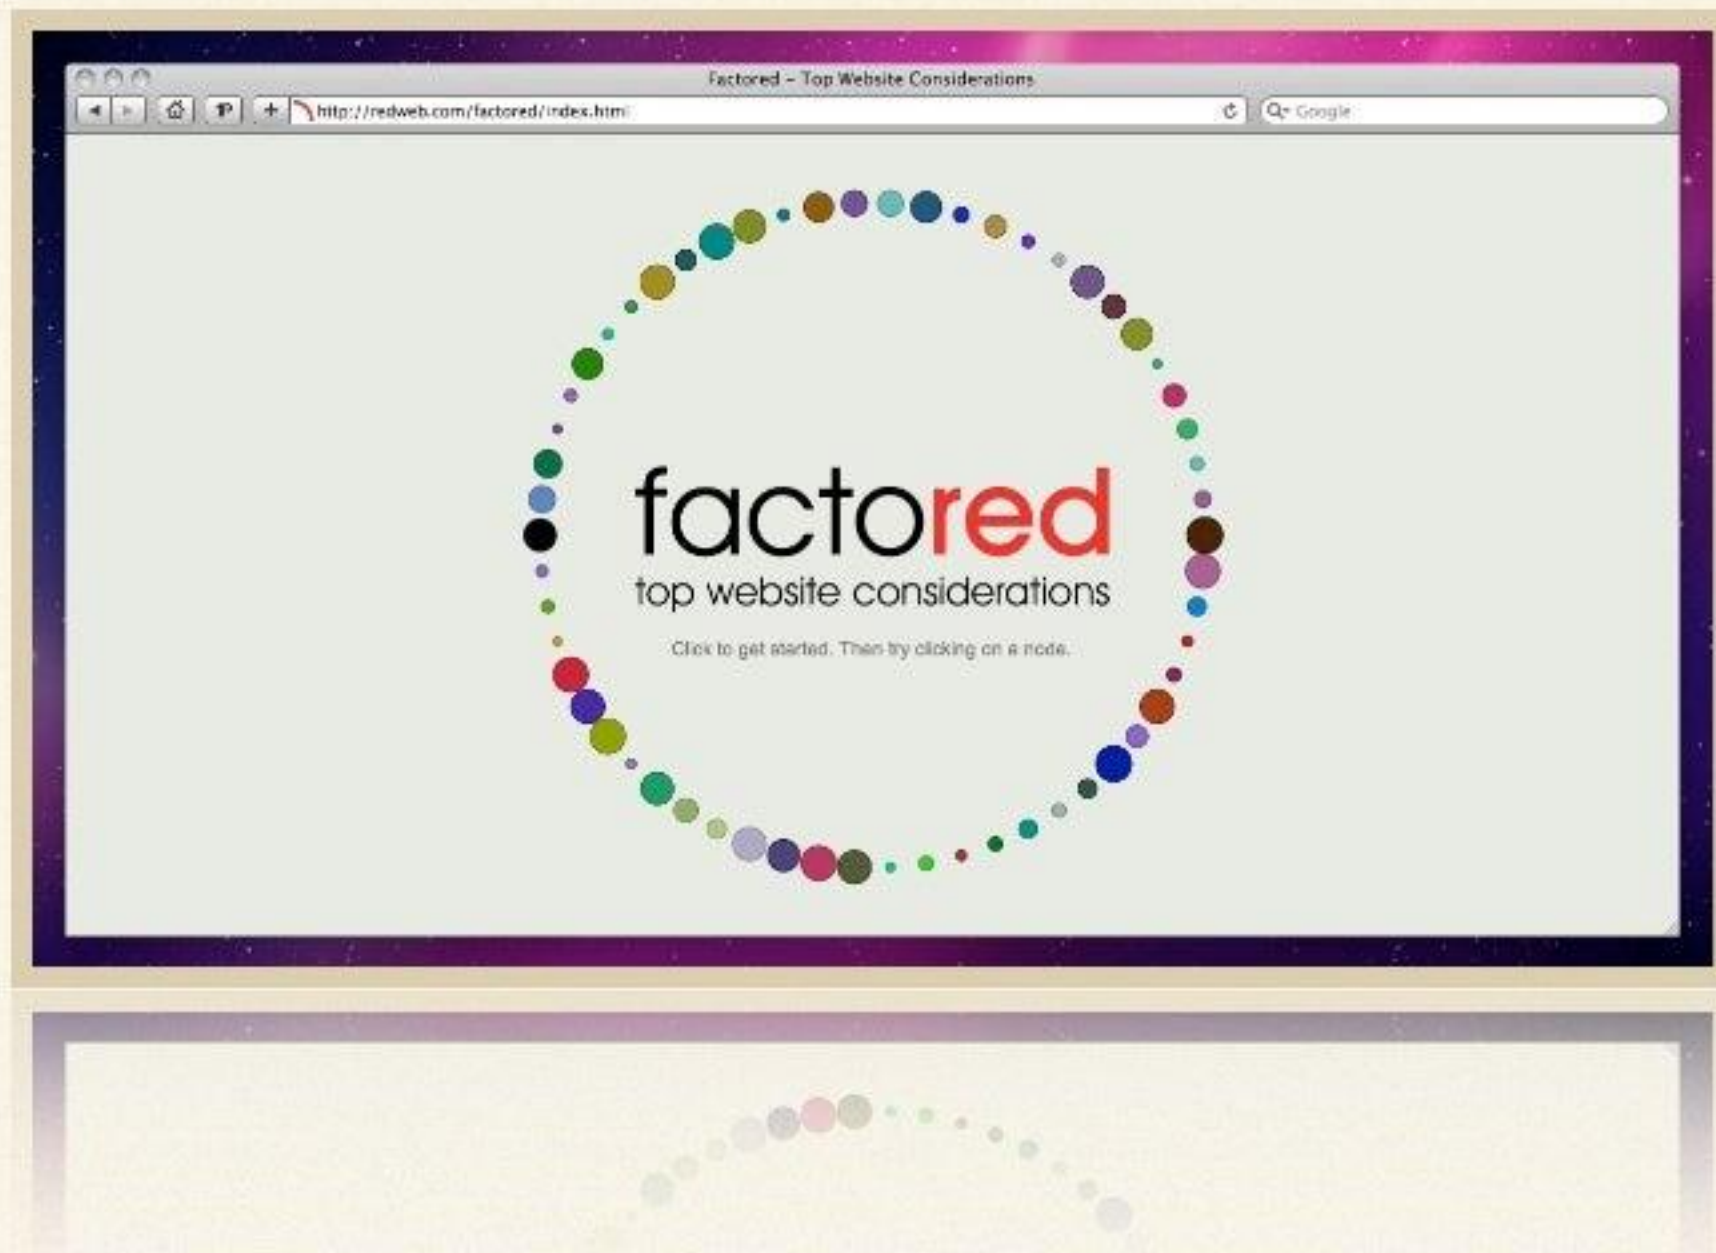 Factored – Top Website Considerations
http://redweb.com/factored/index.html
Google
factored
top website considerations
Click to get started. Then try clicking on a node.